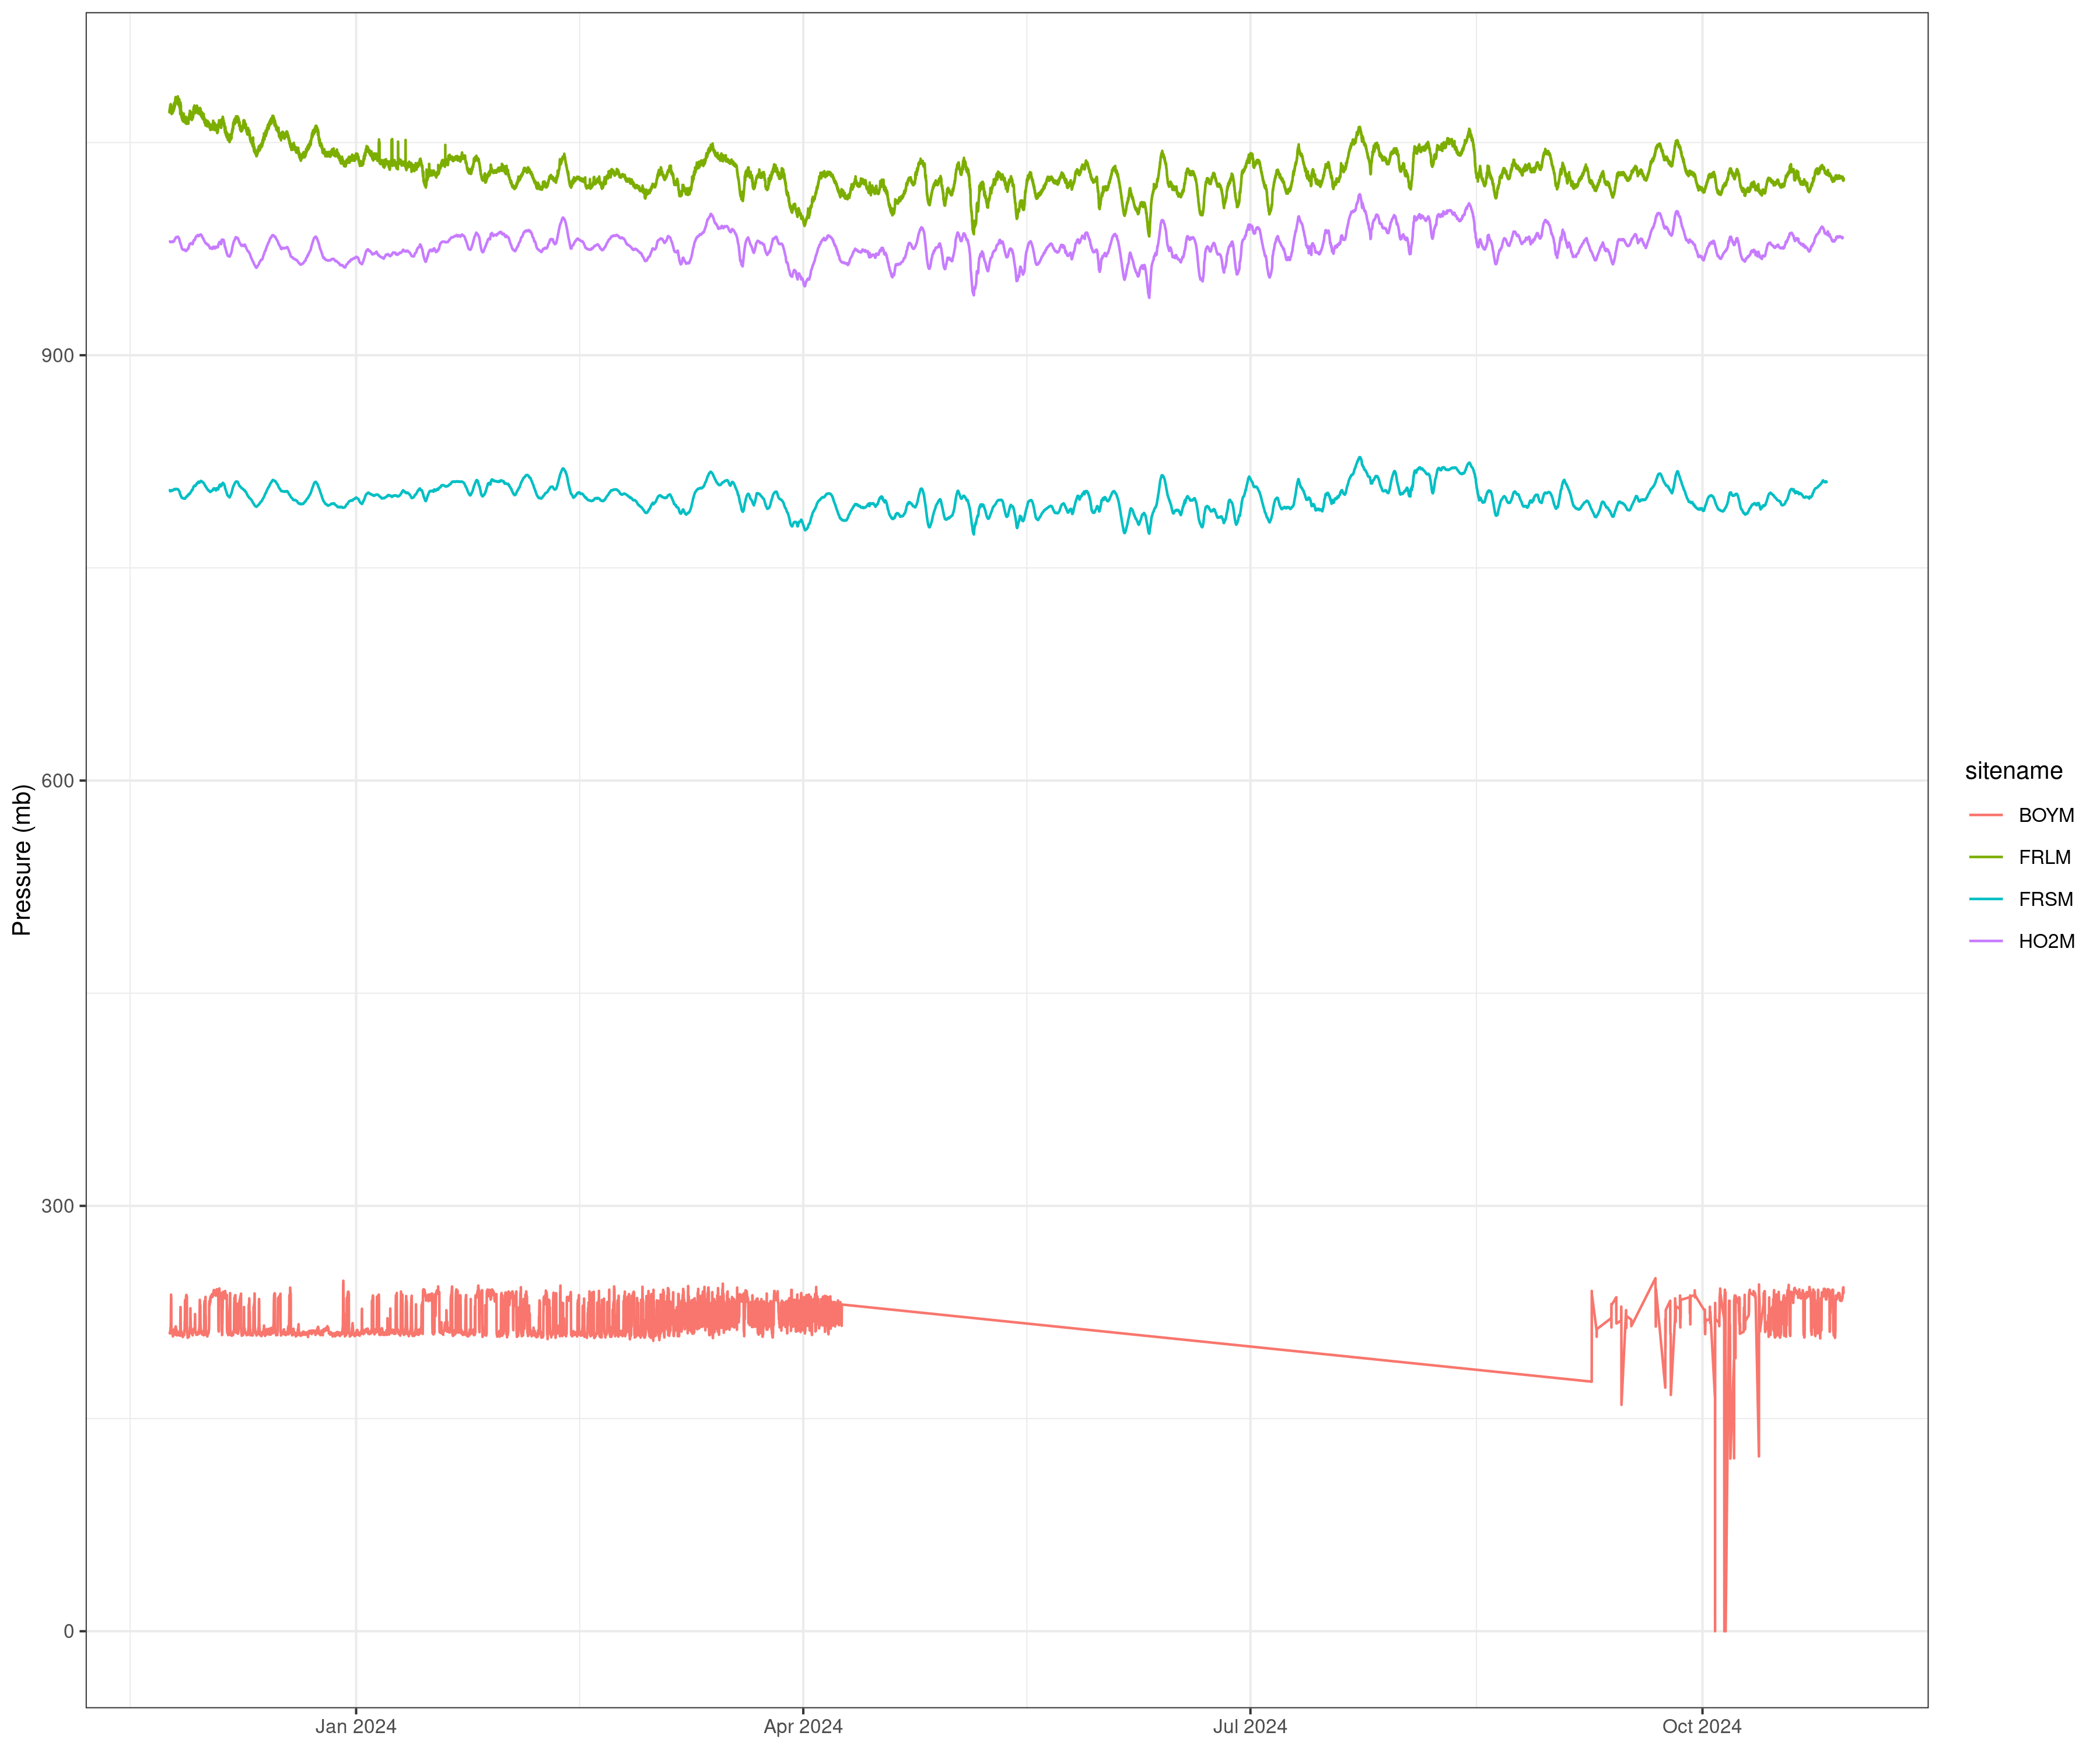 Pressure (mb)
900
600
300
0
Jan 2024
Apr 2024
Jul 2024
Oct 2024
sitename
BOYM
FRLM
FRSM
HO2M